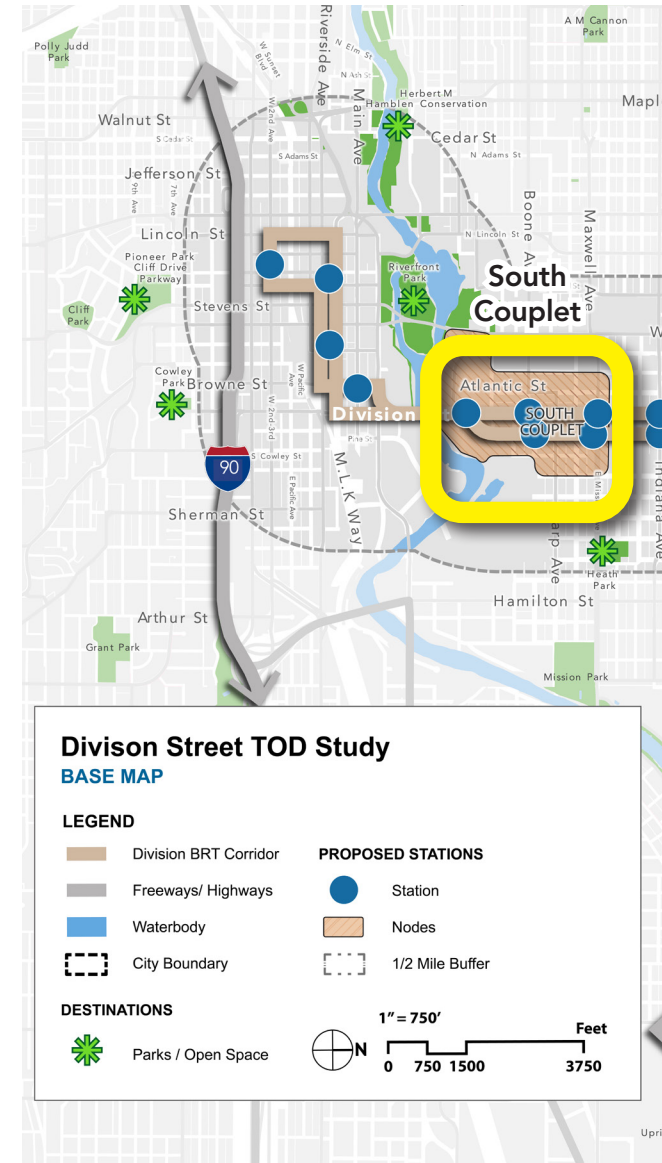 Riverside Ave
A M Cannon
Park
Polly Judd
Park
W Sunset
Blvd
N Elm St
N Ash St
Main Ave
Herbert M
Hamblen Conservation
Mapl
Walnut St
W 2nd Ave
S Cedar St
Cedar St
S Adams St
N Adams St
Jefferson St
9th Ave
7th Ave
Boone Av
Maxwell Ave
Lincoln St
N Lincoln St
Pioneer Park
Cliff Drive
Parkway
Riverfront
Park
South
Couplet
Cliff
Park
Stevens St
W
Cowley
Park
Browne St
W Pacific
Ave
W 2nd-3rd
Atlantic St
Division
SOUTH
COUPLET
Pine St
S Cowley St
90
M.L.K Way
E Pacific Ave
E Miss
Indiana Ave
Sherman St
arp Ave
Heath
Park
Hamilton St
Arthur St
Grant Park
Mission Park
Divison Street TOD Study
BASE MAP
LEGEND
Division BRT Corridor
Freeways/ Highways
Waterbody
City Boundary
PROPOSED STATIONS
Station
Nodes
1/2 Mile Buffer
DESTINATIONS
Parks / Open Space
N
1” = 750’
Feet
0 750 1500 3750
Upri